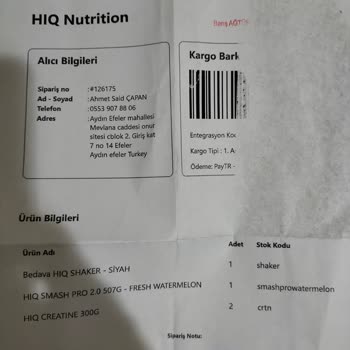 HIQ Nutrition
Alıcı Bilgileri
Sipariş no :#126175
Ad - Soyad :Ahmet Said ÇAPAN
Telefon :0553 907 88 06
Adres :Aydın Efeler mahallesi
Mevlana caddesi onut
sitesi cblok 2. Giriş kat
7 no 14 Efeler
Aydın efeler Turkey
Kargo Bark
Entegrasyon Ko
Kargo Tipi : 1. A
Ödeme: PayTR -
Ürün Bilgileri
Ürün Adı Adet Stok Kodu
Bedava HIQ SHAKER - SİYAH 1 shaker
HIQ SMASH PRO 2.0 507G - FRESH WATERMELON 1 smashprowatermelon
HIQ CREATINE 300G 2 crtn
Sipariş Notu: